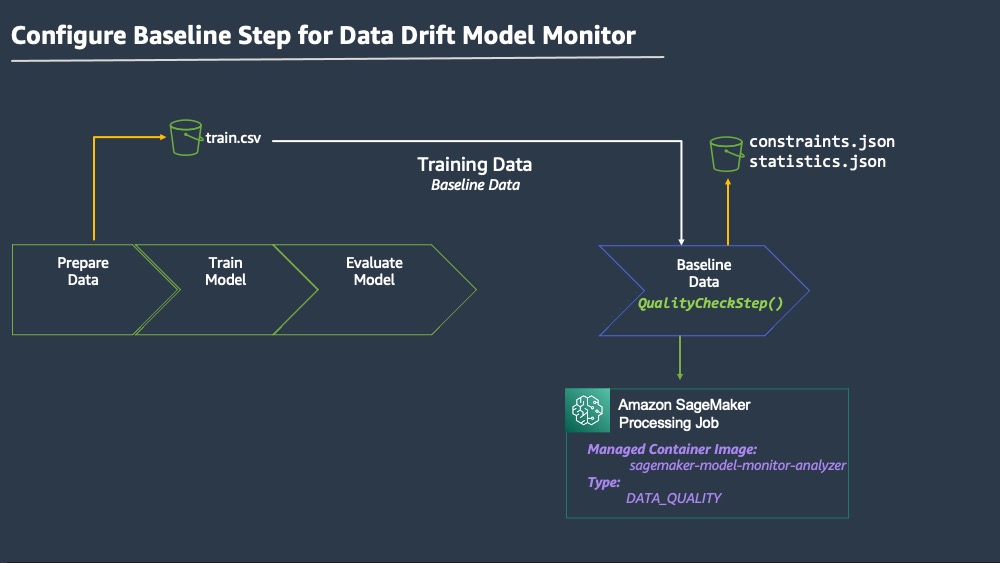 Configure Baseline Step for Data Drift Model Monitor
train.csv
Training Data
Baseline Data
constraints.json
statistics.json
Prepare
Data
Train
Model
Evaluate
Model
Baseline
Data
QualityCheckStep()
Amazon SageMaker
Processing Job
Managed Container Image:
sagemaker-model-monitor-analyzer
Type:
DATA_QUALITY